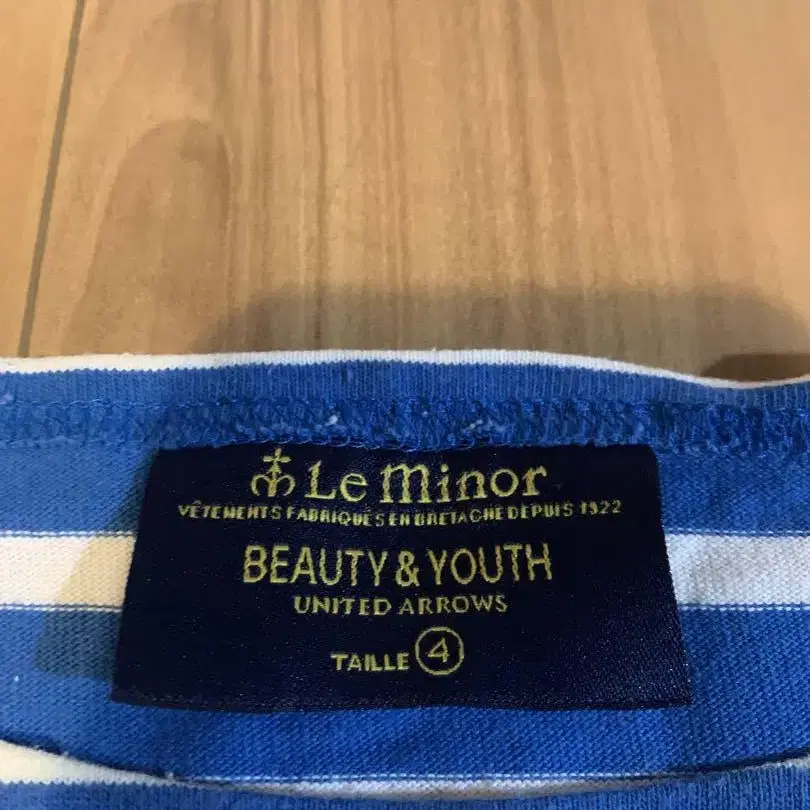 Le minor
VÊTEMENTS FABRIQUÉS EN BRETAGNE DEPUIS 1922
BEAUTY & YOUTH
UNITED ARROWS
TAILLE 4